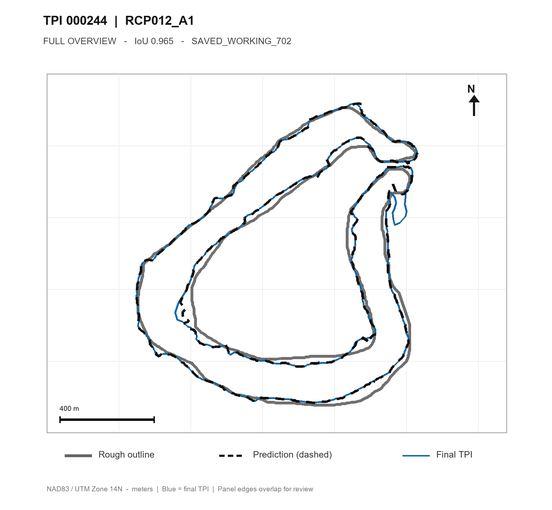 TPI 000244 | RCP012_A1
FULL OVERVIEW - IoU 0.965 - SAVED_WORKING_702
N
400 m
Rough outline
Prediction (dashed)
Final TPI
NAD83 / UTM Zone 14N - meters | Blue = final TPI | Panel edges overlap for review